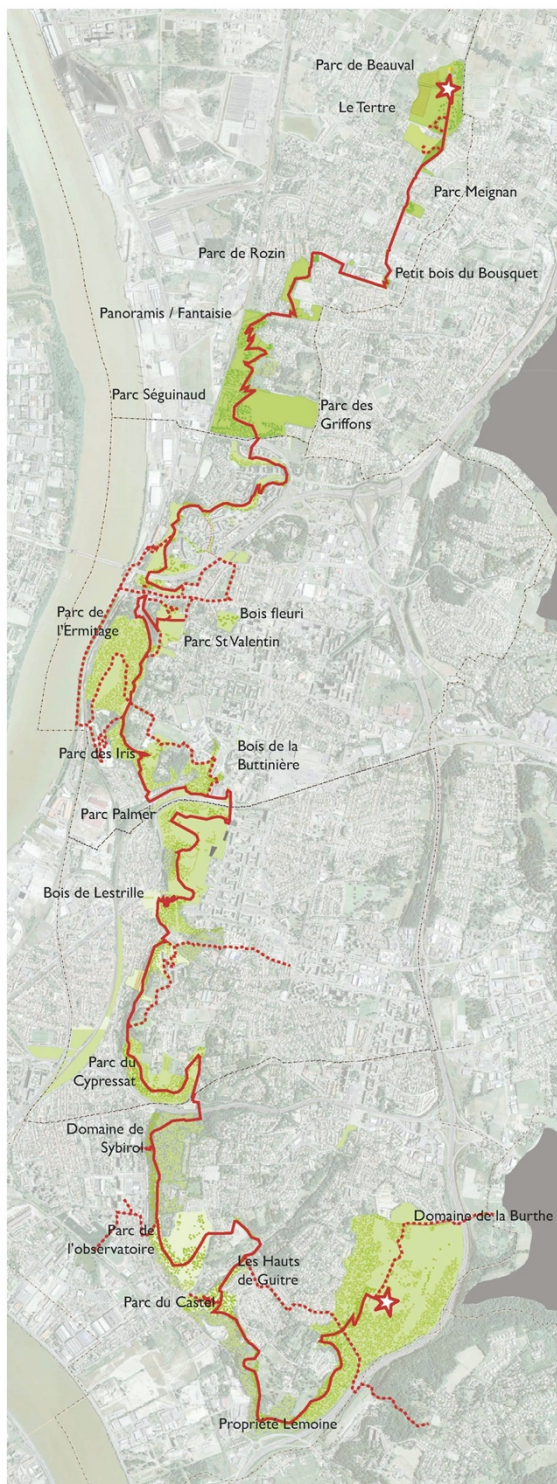 Parc de Beauval
Le Tertre
Parc Meignan
Parc de Rozin
Petit bois du Bousquet
Panoramis / Fantaisie
Parc Séguinaud
Parc des
Griffons
Parc de
l'Ermitage
Bois fleuri
Parc St Valentin
Parc des Iris
Bois de la
Buttinière
Parc Palmer
Bois de Lestrille
Parc du
Cypressat
Domaine de
Sybirol
Domaine de la Burthe
Parc de
l'observatoire
Les Hauts
de Guitre
Parc du Castel
Propriété Lemoine